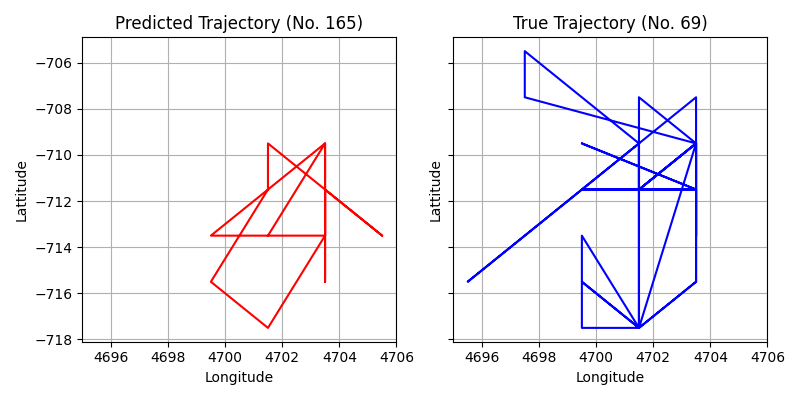 Predicted Trajectory (No. 165)
True Trajectory (No. 69)
−706
−708
−710
−712
−714
−716
−718
Lattitude
Lattitude
4696 4698 4700 4702 4704 4706
4696 4698 4700 4702 4704 4706
Longitude
Longitude